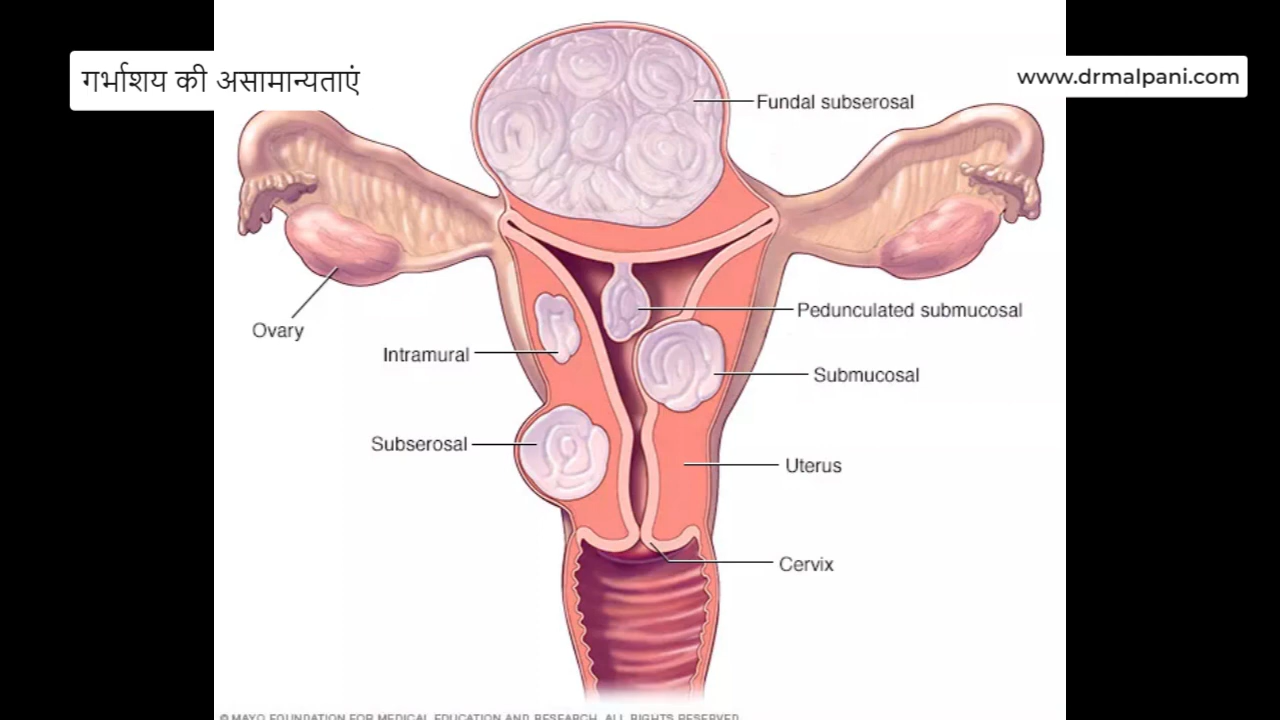 गर्भाशय की असामान्यताएं
www.drmalpani.com
Fundal subserosal
Ovary
Pedunculated submucosal
Intramural
Submucosal
Subserosal
Uterus
Cervix
© MAYO FOUNDATION FOR MEDICAL EDUCATION AND RESEARCH. ALL RIGHTS RESERVED.